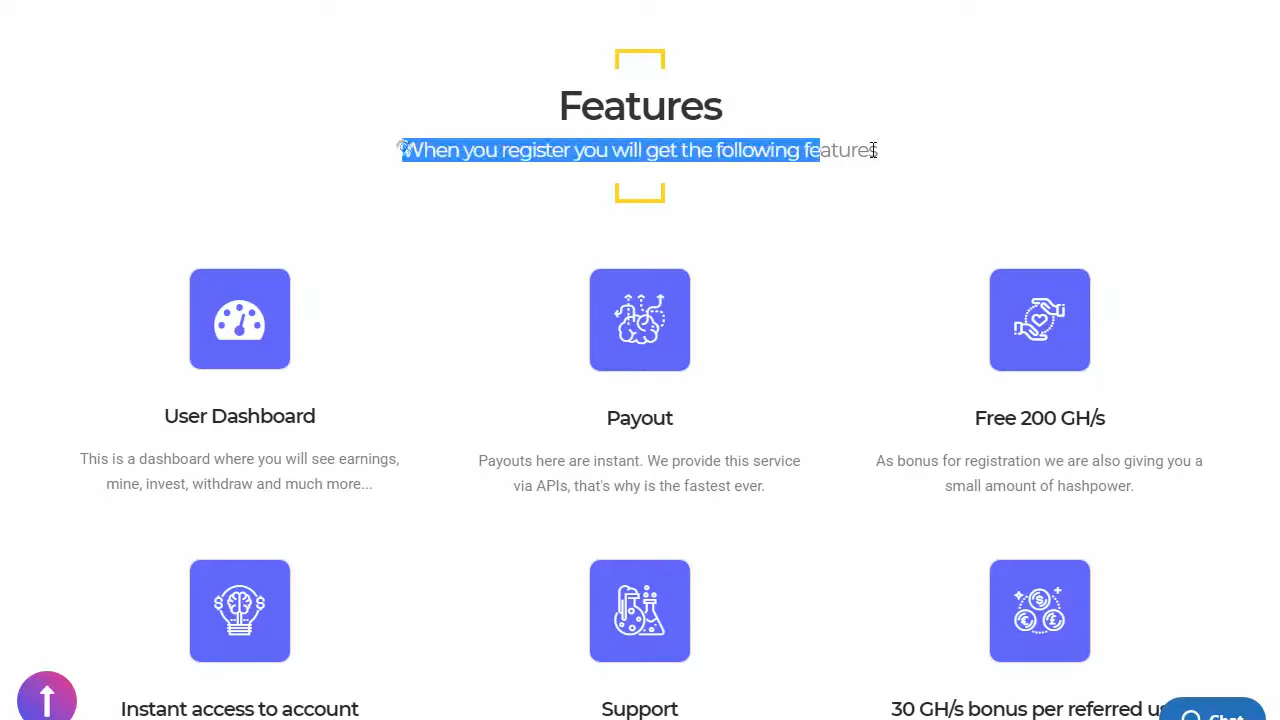 Features
When you register you will get the following features
User Dashboard
This is a dashboard where you will see earnings,
mine, invest, withdraw and much more...
Payout
Payouts here are instant. We provide this service
via APIs, that's why is the fastest ever.
Free 200 GH/s
As bonus for registration we are also giving you a
small amount of hashpower.
Instant access to account
Support
30 GH/s bonus per referred
Chat